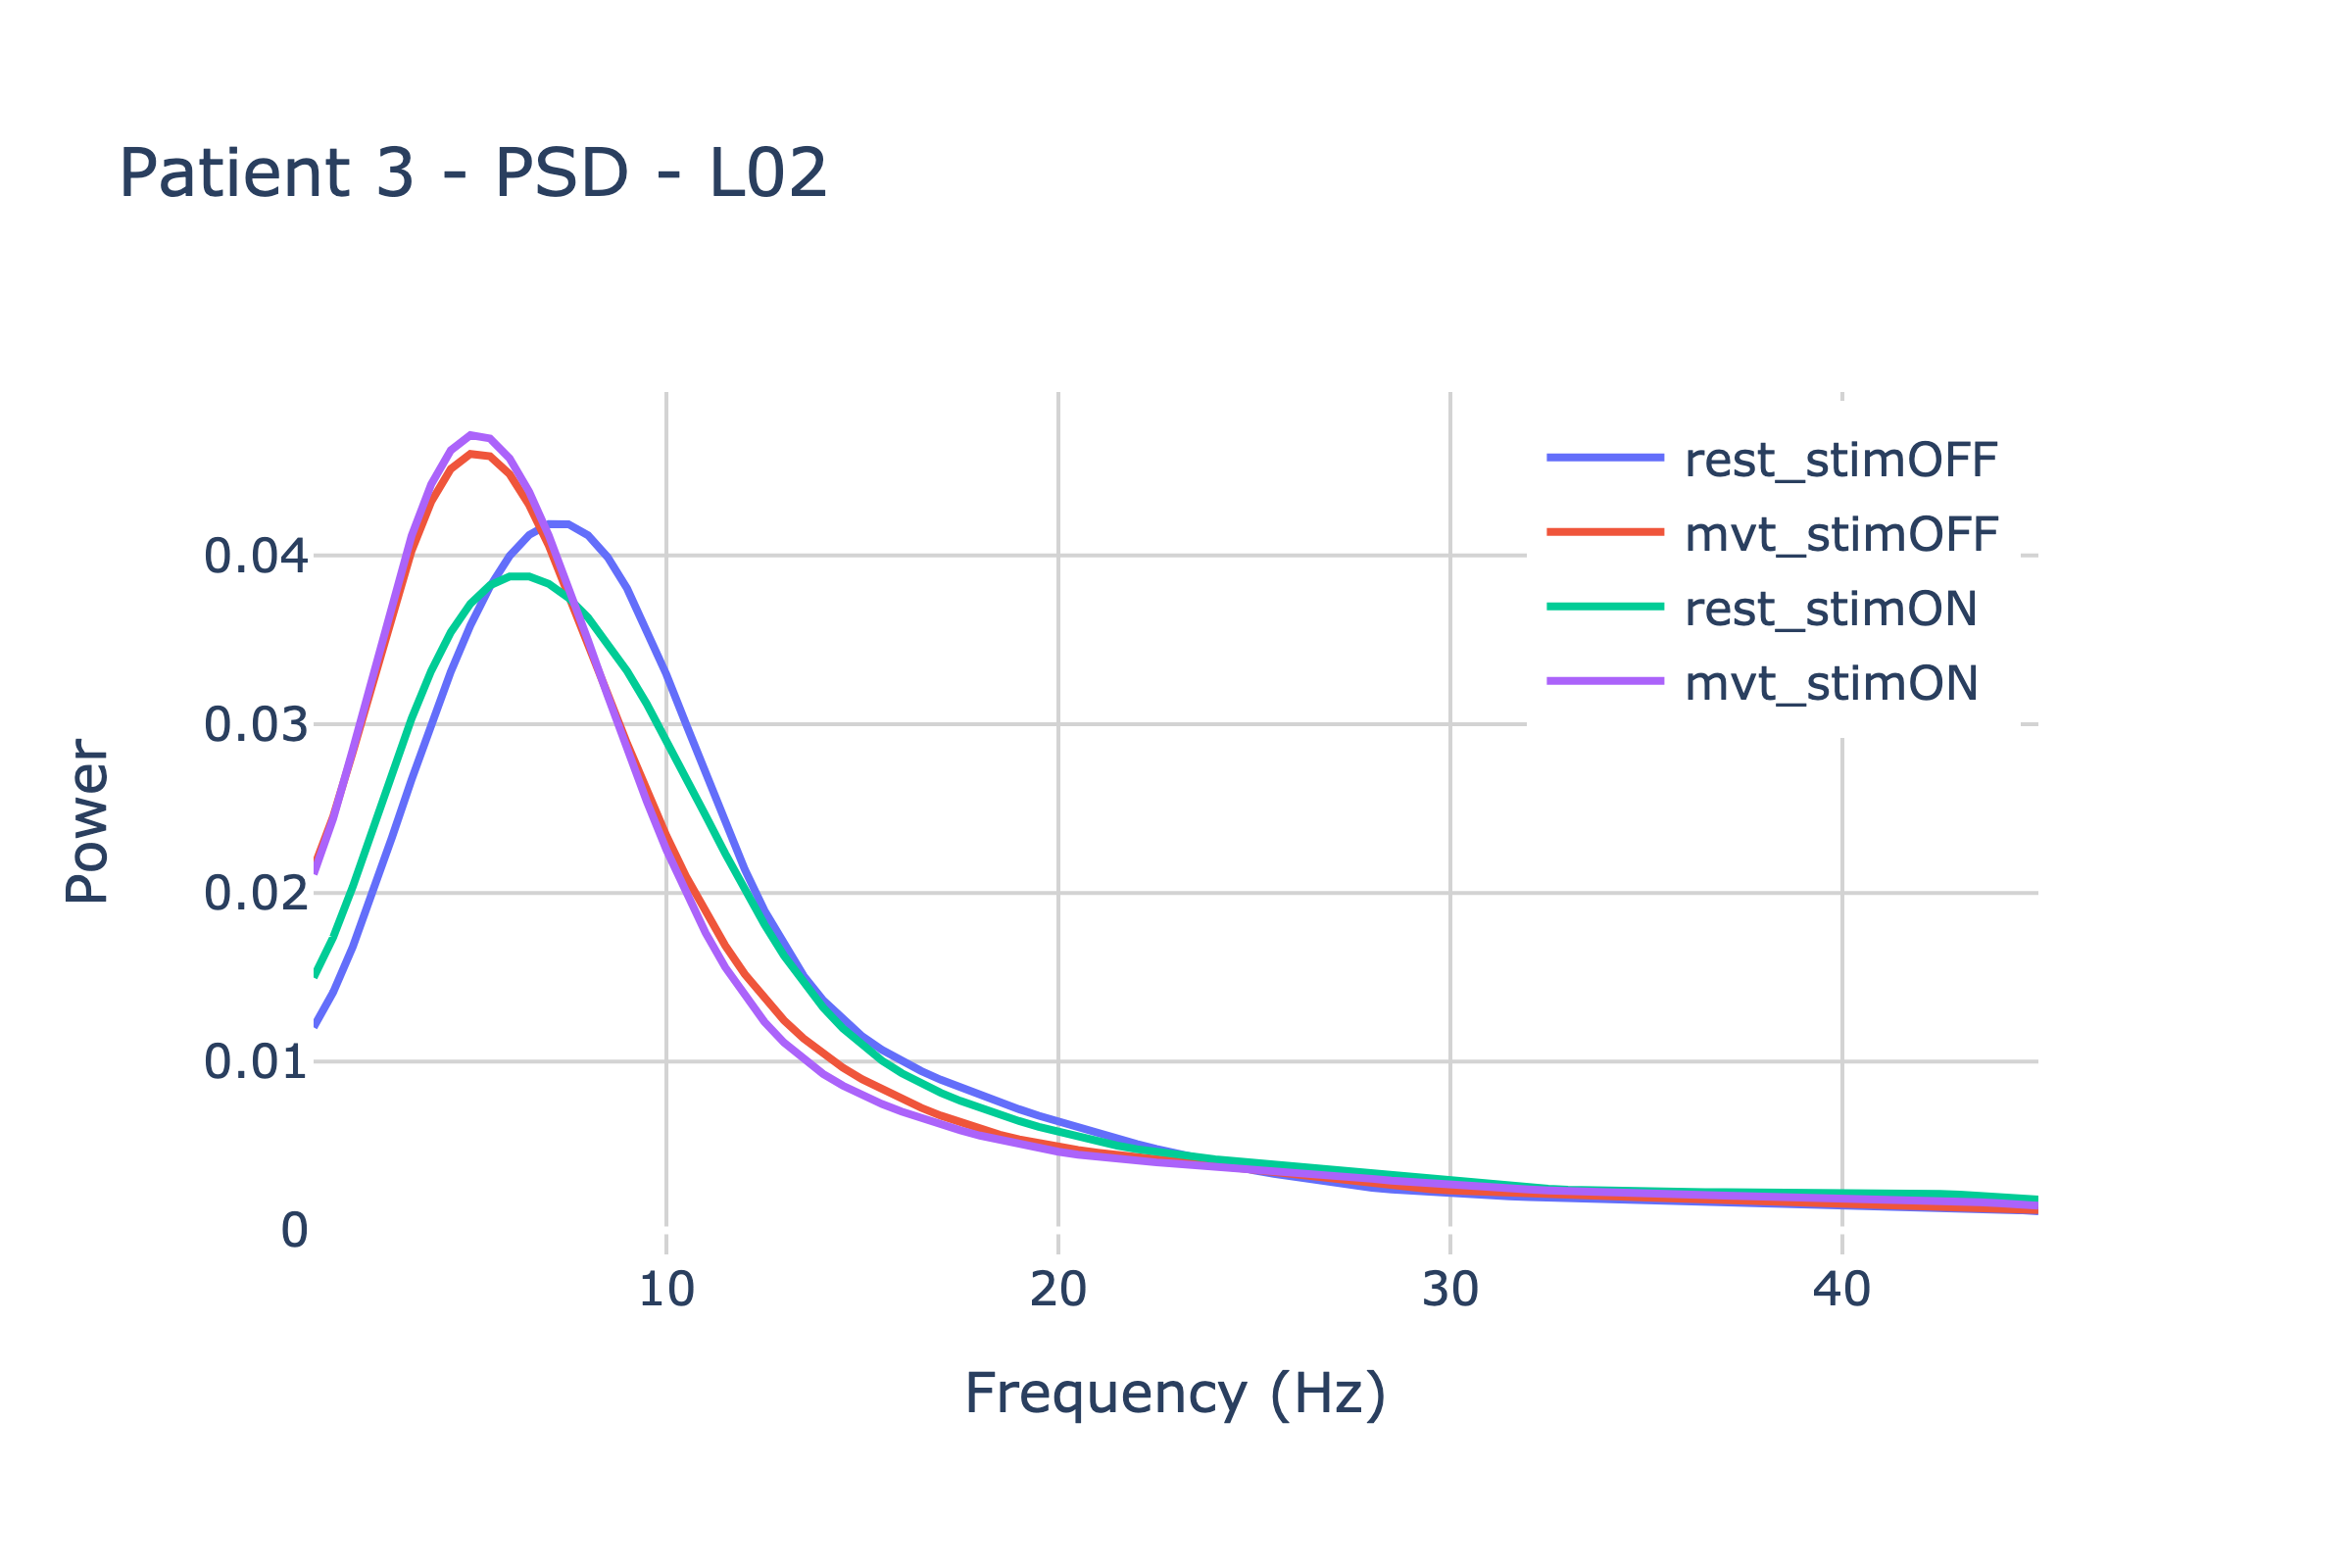 Patient 3 - PSD - L02
rest_stimOFF
mvt_stimOFF
rest_stimON
mvt_stimON
0.04
0.03
0.02
0.01
0
Power
10 20 30 40
Frequency (Hz)